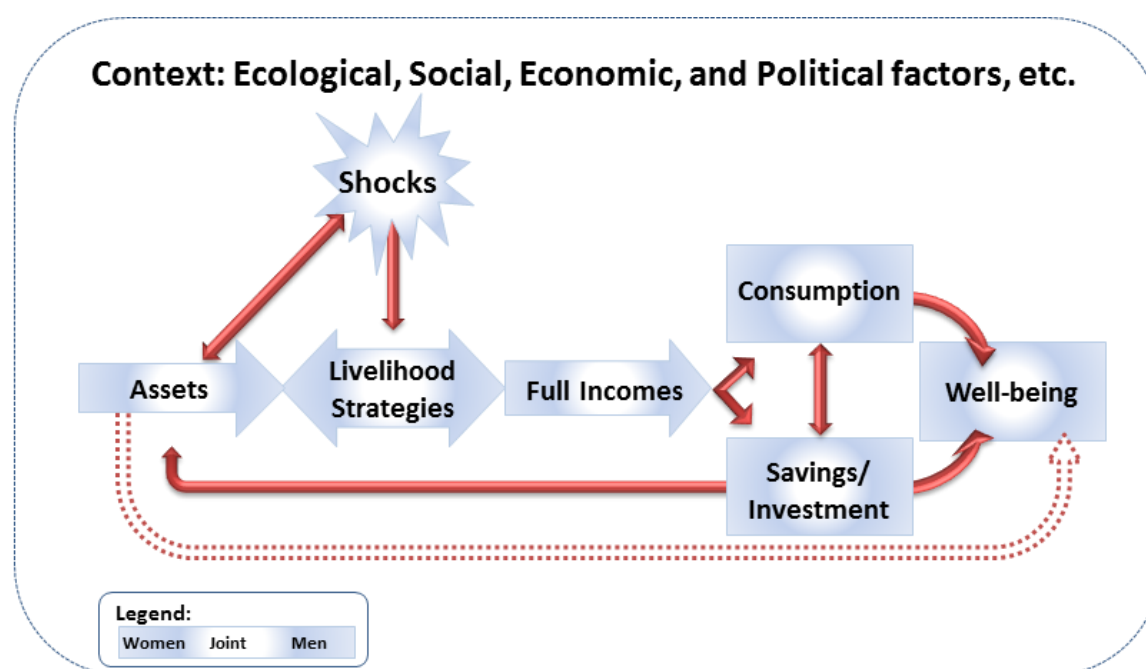 Context: Ecological, Social, Economic, and Political factors, etc.
Shocks
Consumption
Assets
Livelihood
Strategies
Full Incomes
Well-being
Savings/
Investment
Legend:
Women Joint Men